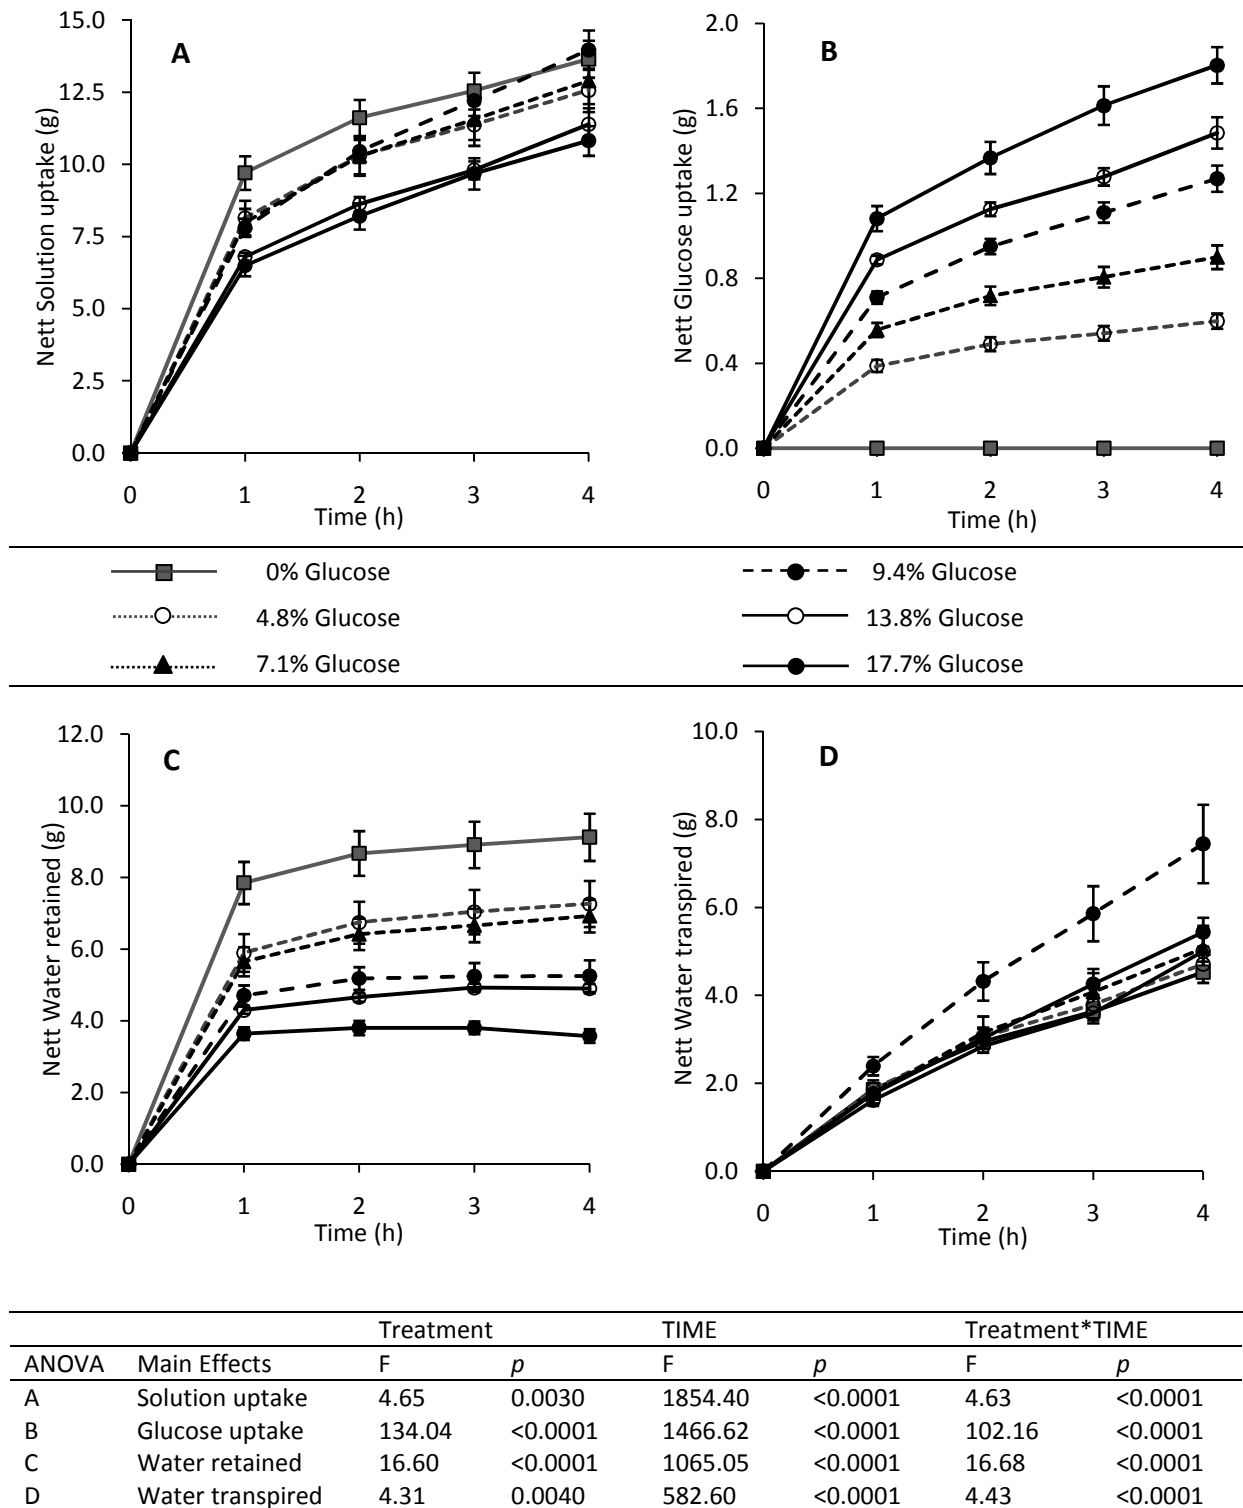 A
Nett Solution uptake (g)
15.0
12.5
10.0
7.5
5.0
2.5
0.0
0 1 2 3 4
Time (h)
B
Nett Glucose uptake (g)
2.0
1.6
1.2
0.8
0.4
0.0
0 1 2 3 4
Time (h)
0% Glucose 9.4% Glucose
4.8% Glucose 13.8% Glucose
7.1% Glucose 17.7% Glucose
C
Nett Water retained (g)
12.0
10.0
8.0
6.0
4.0
2.0
0.0
0 1 2 3 4
Time (h)
D
Nett Water transpired (g)
10.0
8.0
6.0
4.0
2.0
0.0
0 1 2 3 4
Time (h)
Treatment TIME Treatment*TIME
ANOVA Main Effects F p F p F p
A Solution uptake 4.65 0.0030 1854.40 <0.0001 4.63 <0.0001
B Glucose uptake 134.04 <0.0001 1466.62 <0.0001 102.16 <0.0001
C Water retained 16.60 <0.0001 1065.05 <0.0001 16.68 <0.0001
D Water transpired 4.31 0.0040 582.60 <0.0001 4.43 <0.0001